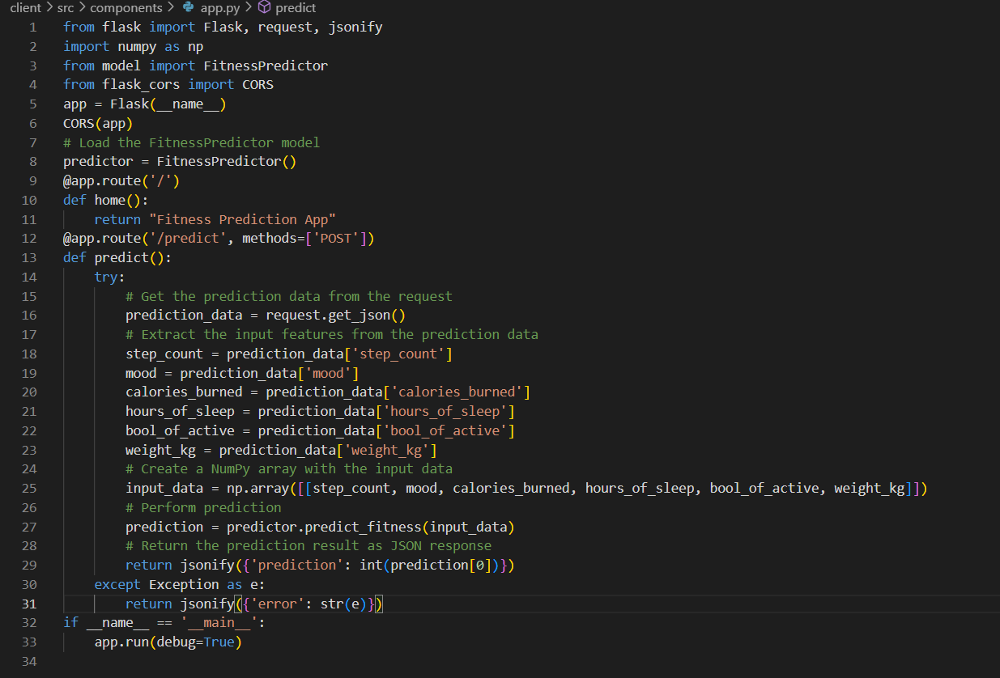 client > src > components > app.py > predict
1 from flask import Flask, request, jsonify
2 import numpy as np
3 from model import FitnessPredictor
4 from flask_cors import CORS
5 app = Flask(__name__)
6 CORS(app)
7 # Load the FitnessPredictor model
8 predictor = FitnessPredictor()
9 @app.route('/')
10 def home():
11     return "Fitness Prediction App"
12 @app.route('/predict', methods=['POST'])
13 def predict():
14     try:
15         # Get the prediction data from the request
16         prediction_data = request.get_json()
17         # Extract the input features from the prediction data
18         step_count = prediction_data['step_count']
19         mood = prediction_data['mood']
20         calories_burned = prediction_data['calories_burned']
21         hours_of_sleep = prediction_data['hours_of_sleep']
22         bool_of_active = prediction_data['bool_of_active']
23         weight_kg = prediction_data['weight_kg']
24         # Create a NumPy array with the input data
25         input_data = np.array([[step_count, mood, calories_burned, hours_of_sleep, bool_of_active, weight_kg]])
26         # Perform prediction
27         prediction = predictor.predict_fitness(input_data)
28         # Return the prediction result as JSON response
29         return jsonify({'prediction': int(prediction[0])})
30     except Exception as e:
31         return jsonify({'error': str(e)})
32 if __name__ == '__main__':
33     app.run(debug=True)
34